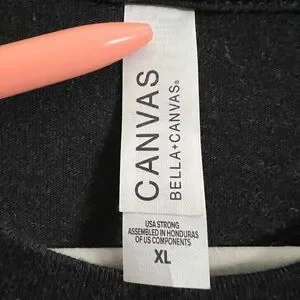 CANVAS
BELLA+CANVAS®
USA STRONG
ASSEMBLED IN HONDURAS
OF US COMPONENTS
XL